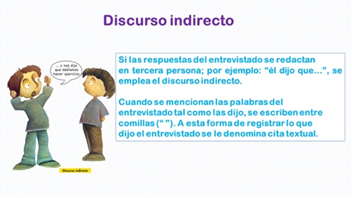 Discurso indirecto
... y nos dijo
que debíamos
hacer ejercicio
Si las respuestas del entrevistado se redactan
en tercera persona; por ejemplo: “él dijo que...”, se
emplea el discurso indirecto.
Cuando se mencionan las palabras del
entrevistado tal como las dijo, se escriben entre
comillas (“ ”). A esta forma de registrar lo que
dijo el entrevistado se le denomina cita textual.
Discurso indirecto